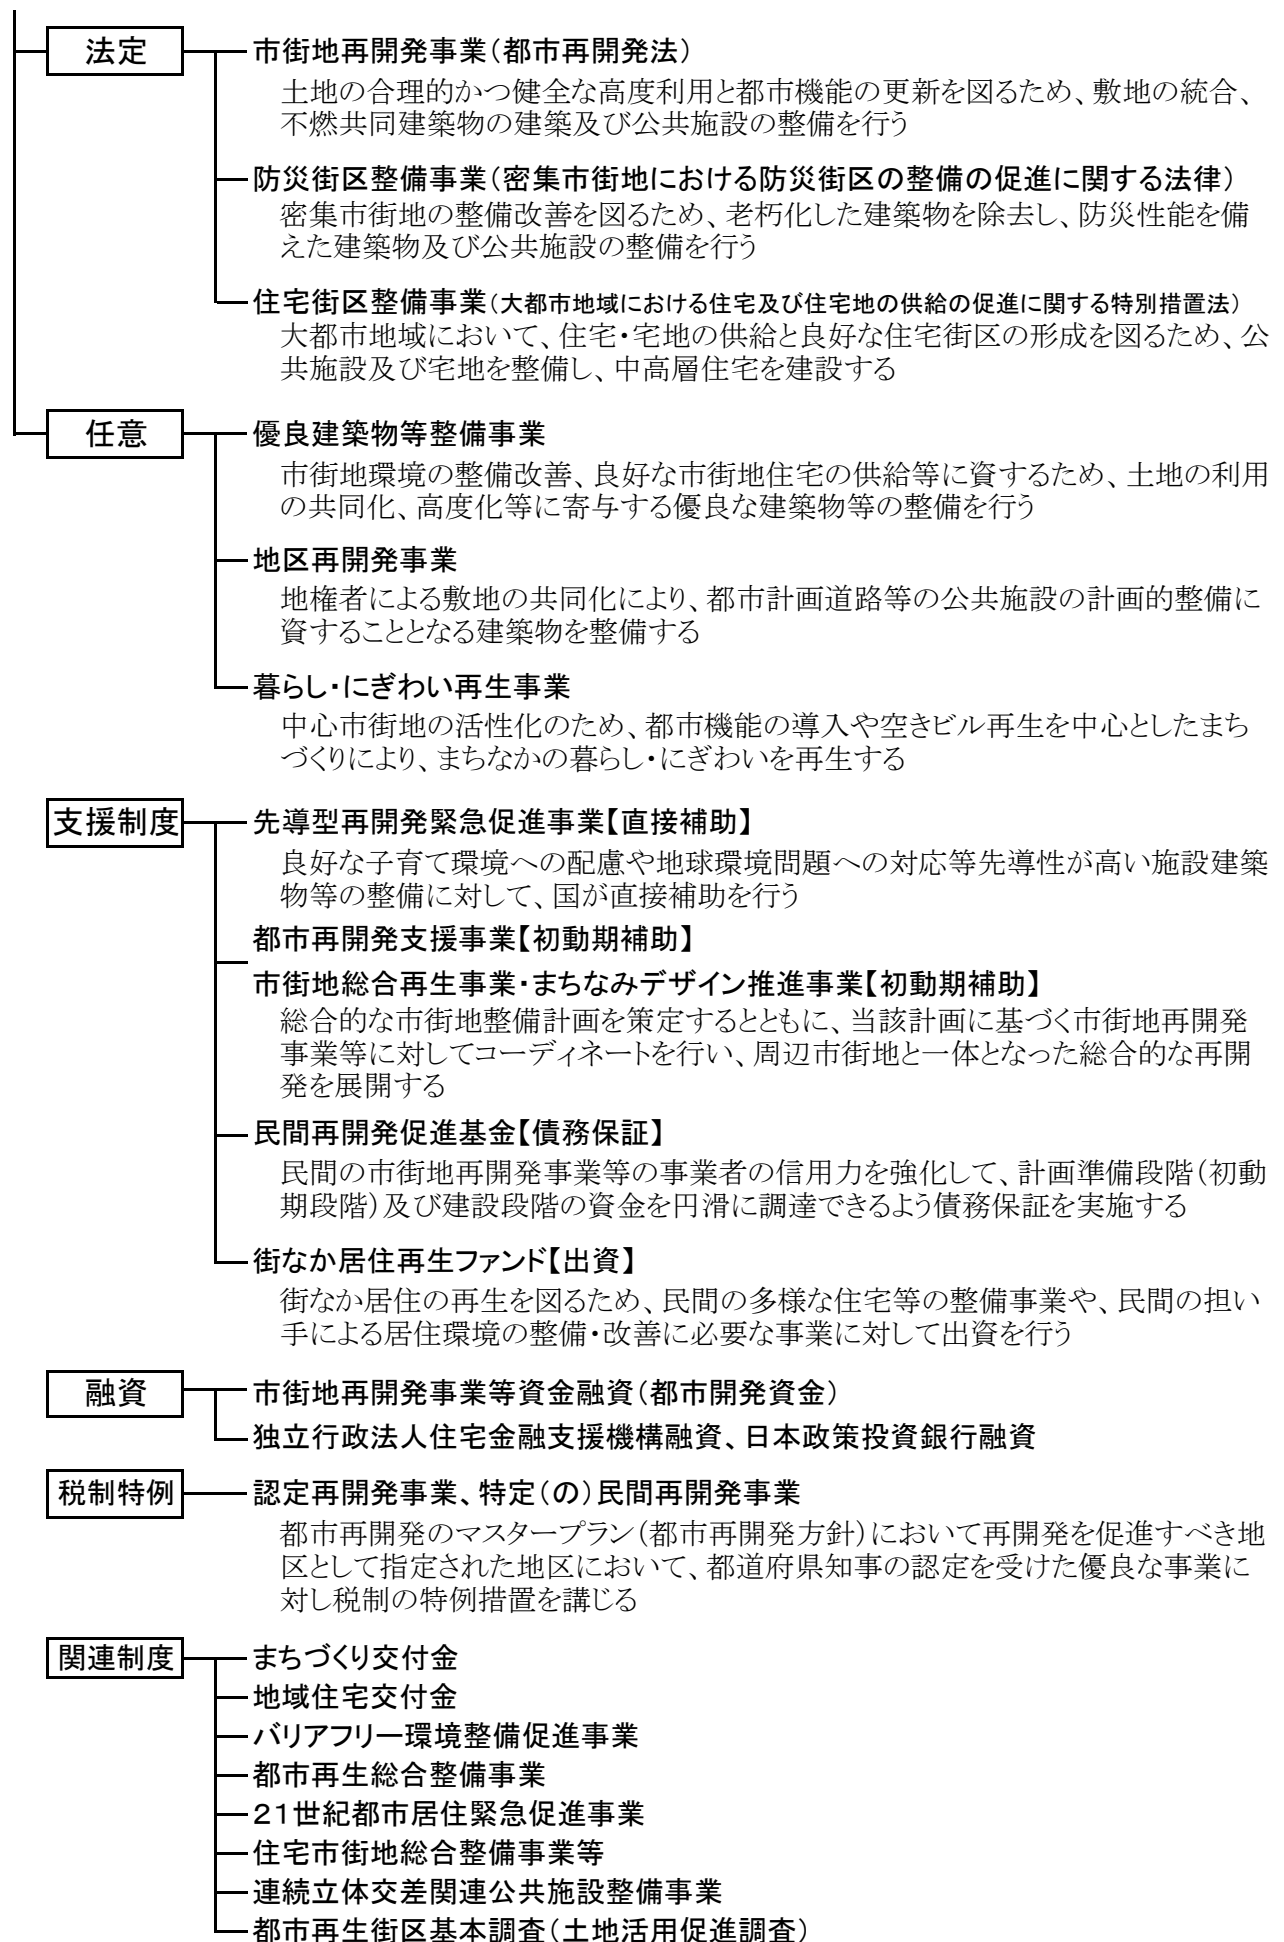 法定
市街地再開発事業（都市再開発法）
土地の合理的かつ健全な高度利用と都市機能の更新を図るため、敷地の統合、
不燃共同建築物の建築及び公共施設の整備を行う
防災街区整備事業（密集市街地における防災街区の整備の促進に関する法律）
密集市街地の整備改善を図るため、老朽化した建築物を除去し、防災性能を備
えた建築物及び公共施設の整備を行う
住宅街区整備事業（大都市地域における住宅及び住宅地の供給の促進に関する特別措置法）
大都市地域において、住宅・宅地の供給と良好な住宅街区の形成を図るため、公
共施設及び宅地を整備し、中高層住宅を建設する
任意
優良建築物等整備事業
市街地環境の整備改善、良好な市街地住宅の供給等に資するため、土地の利用
の共同化、高度化等に寄与する優良な建築物等の整備を行う
地区再開発事業
地権者による敷地の共同化により、都市計画道路等の公共施設の計画的整備に
資することとなる建築物を整備する
暮らし・にぎわい再生事業
中心市街地の活性化のため、都市機能の導入や空きビル再生を中心としたまち
づくりにより、まちなかの暮らし・にぎわいを再生する
支援制度
先導型再開発緊急促進事業【直接補助】
良好な子育て環境への配慮や地球環境問題への対応等先導性が高い施設建築
物等の整備に対して、国が直接補助を行う
都市再開発支援事業【初動期補助】
市街地総合再生事業・まちなみデザイン推進事業【初動期補助】
総合的な市街地整備計画を策定するとともに、当該計画に基づく市街地再開発
事業等に対してコーディネートを行い、周辺市街地と一体となった総合的な再開
発を展開する
民間再開発促進基金【債務保証】
民間の市街地再開発事業等の事業者の信用力を強化して、計画準備段階（初動
期段階）及び建設段階の資金を円滑に調達できるよう債務保証を実施する
街なか居住再生ファンド【出資】
街なか居住の再生を図るため、民間の多様な住宅等の整備事業や、民間の担い
手による居住環境の整備・改善に必要な事業に対して出資を行う
融資
市街地再開発事業等資金融資（都市開発資金）
独立行政法人住宅金融支援機構融資、日本政策投資銀行融資
税制特例
認定再開発事業、特定（の）民間再開発事業
都市再開発のマスタープラン（都市再開発方針）において再開発を促進すべき地
区として指定された地区において、都道府県知事の認定を受けた優良な事業に
対し税制の特例措置を講じる
関連制度
まちづくり交付金
地域住宅交付金
バリアフリー環境整備促進事業
都市再生総合整備事業
２１世紀都市居住緊急促進事業
住宅市街地総合整備事業等
連続立体交差関連公共施設整備事業
都市再生街区基本調査（土地活用促進調査）